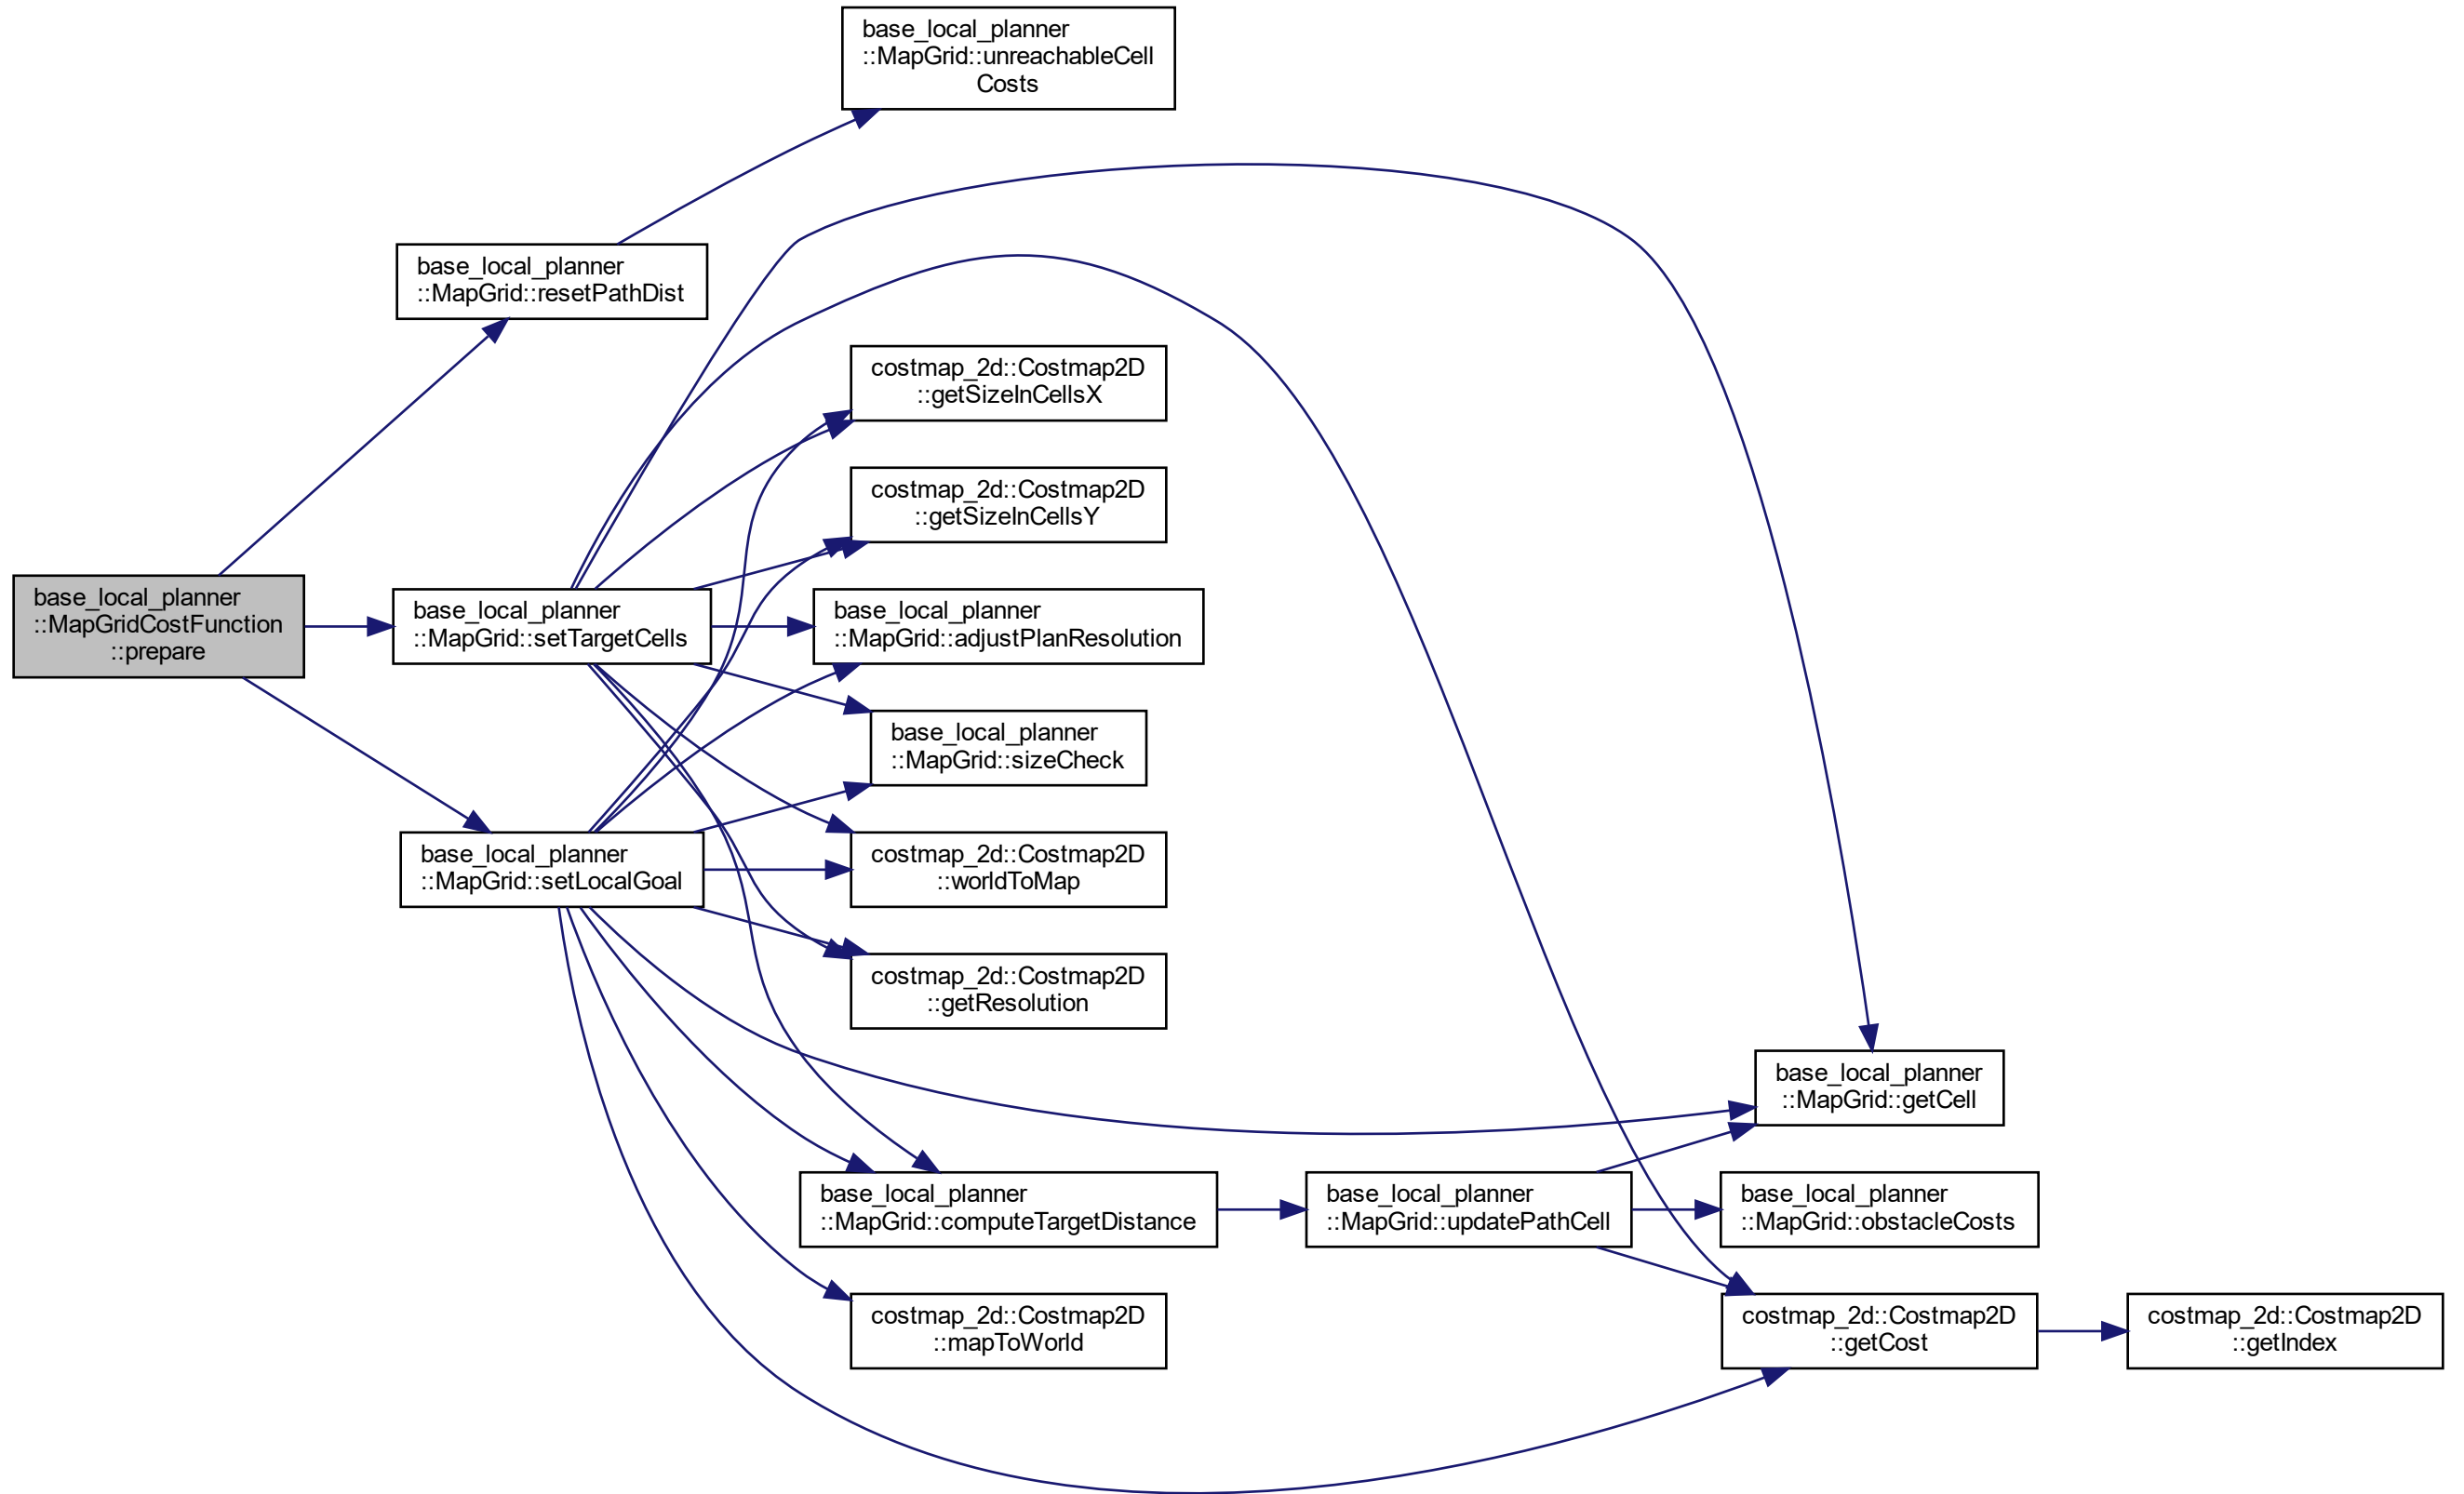 base_local_planner
::MapGrid::unreachableCell
Costs
base_local_planner
::MapGrid::resetPathDist
costmap_2d::Costmap2D
::getSizeInCellsX
costmap_2d::Costmap2D
::getSizeInCellsY
base_local_planner
::MapGridCostFunction
::prepare
base_local_planner
::MapGrid::setTargetCells
base_local_planner
::MapGrid::adjustPlanResolution
base_local_planner
::MapGrid::sizeCheck
base_local_planner
::MapGrid::setLocalGoal
costmap_2d::Costmap2D
::worldToMap
costmap_2d::Costmap2D
::getResolution
base_local_planner
::MapGrid::getCell
base_local_planner
::MapGrid::computeTargetDistance
base_local_planner
::MapGrid::updatePathCell
base_local_planner
::MapGrid::obstacleCosts
costmap_2d::Costmap2D
::mapToWorld
costmap_2d::Costmap2D
::getCost
costmap_2d::Costmap2D
::getIndex